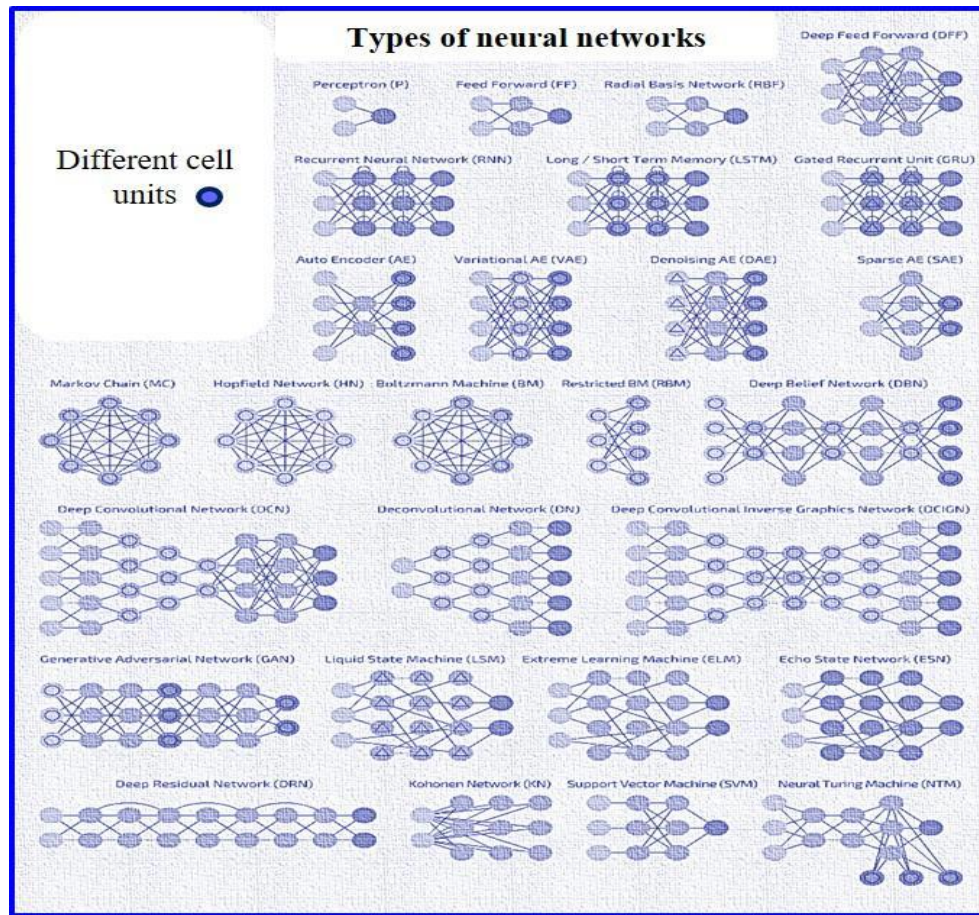 Types of neural networks
Deep Feed Forward (DFF)
Perceptron (P)
Feed Forward (FF)
Radial Basis Network (RBF)
Different cell
units
Recurrent Neural Network (RNN)
Long / Short Term Memory (LSTM)
Gated Recurrent Unit (GRU)
Auto Encoder (AE)
Variational AE (VAE)
Denoising AE (DAE)
Sparse AE (SAE)
Markov Chain (MC)
Hopfield Network (HN)
Boltzmann Machine (BM)
Restricted BM (RBM)
Deep Belief Network (DBN)
Deep Convolutional Network (DCN)
Deconvolutional Network (DN)
Deep Convolutional Inverse Graphics Network (DCIGN)
Generative Adversarial Network (GAN)
Liquid State Machine (LSM)
Extreme Learning Machine (ELM)
Echo State Network (ESN)
Deep Residual Network (DRN)
Kohonen Network (KN)
Support Vector Machine (SVM)
Neural Turing Machine (NTM)